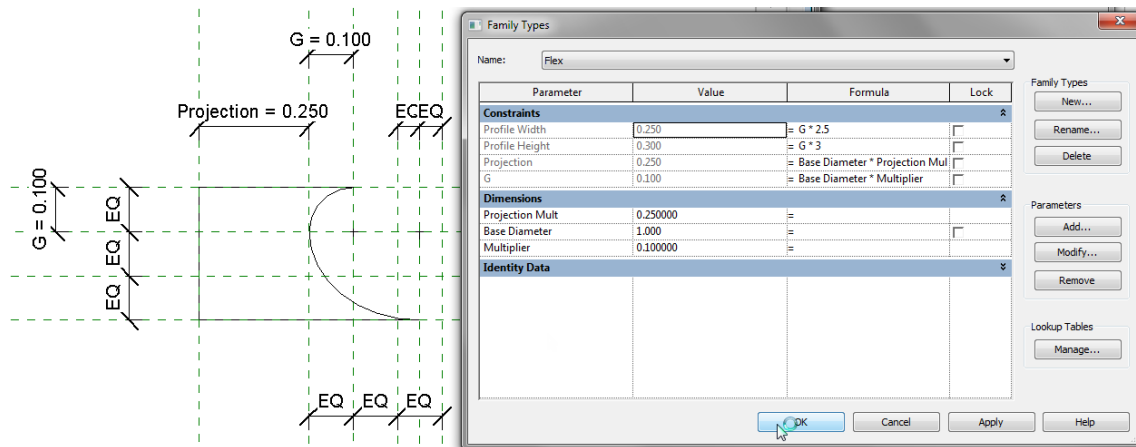 G = 0.100
Projection = 0.250
EQ EQ
G = 0.100
EQ
EQ
EQ
EQ EQ EQ
Family Types
Name: Flex
Parameter Value Formula Lock
Constraints
Profile Width 0.250 = G * 2.5
Profile Height 0.300 = G * 3
Projection 0.250 = Base Diameter * Projection Mul
G 0.100 = Base Diameter * Multiplier
Dimensions
Projection Mult 0.250000 =
Base Diameter 1.000 =
Multiplier 0.100000 =
Identity Data
Family Types
New...
Rename...
Delete
Parameters
Add...
Modify...
Remove
Lookup Tables
Manage...
OK Cancel Apply Help